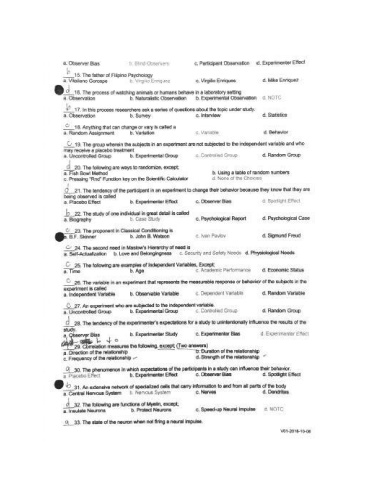 a. Observer Bias b. Blind Observers c. Participant Observation d. Experimental Effect
b 15. The father of Filipino Psychology
a. Vitaliano Gorospe b. Virgilio Enriquez c. Virgilio Enriques d. Mike Enriquez
d 16. The process of watching animals or humans behave in a laboratory setting
a. Observation b. Naturalistic Observation b. Experimental Observation d. NOTC
b 17. In this process researchers ask a series of questions about the topic under study.
a. Observation b. Survey c. Interview d. Statistics
c 18. Anything that can change or vary is called a
a. Random Assignment b. Variation c. Variable d. Behavior
c 19. The group wherein the subjects in an experiment are not subjected to the independent variable and who
may receive a placebo treatment
a. Uncontrolled Group b. Experimental Group c. Controlled Group d. Random Group
d 20. The following are ways to randomize, except:
a. Fish Bowl Method b. Using a table of random numbers
c. Pressing "Rnd" Function key on the Scientific Calculator d. None of the Choices
d 21. The tendency of the participant in an experiment to change their behavior because they know that they are
being observed is called
a. Placebo Effect b. Experimenter Effect c. Observer Bias d. Spotlight Effect
b 22. The study of one individual in great detail is called
a. Biography b. Case Study c. Psychological Report d. Psychological Case
c 23. The proponent in Classical Conditioning is
a. B.F. Skinner b. John B. Watson c. Ivan Pavlov d. Sigmund Freud
c 24. The second need in Maslow's Hierarchy of need is
a. Self-Actualization b. Love and Belongingness c. Security and Safety Needs d. Physiological Needs
c 25. The following are examples of Independent Variables, Except:
a. Time b. Age c. Academic Performance d. Economic Status
c 26. The variable in an experiment that represents the measurable response or behavior of the subjects in the
experiment is called
a. Independent Variable b. Observable Variable c. Dependent Variable d. Random Variable
c 27. An experiment who are subjected to the independent variable.
a. Uncontrolled Group b. Experimental Group c. Controlled Group d. Random Group
d 28. The tendency of the experimenter's expectations for a study to unintendonally influence the results of the
study.
a. Observer Bias b. Experimenter Study c. Experimenter Bias d. Experimenter Effect
29. Correlation measures the following, except (Two answers)
a. Direction of the relationship b. Duration of the relationship
c. Frequency of the relationship d. Strength of the relationship
a 30. The phenomenon in which expectations of the participants in a study can influence their behavior.
a. Placebo Effect b. Experimenter Effect c. Observer Bias d. Spotlight Effect
b 31. An extensive network of specialized cells that carry information to and from all parts of the body
a. Central Nervous System b. Nervous System c. Nerves d. Dendrites
d 32. The following are functions of Myelin, except;
a. Insulate Neurons b. Protect Neurons c. Speed-up Neural Impulse d. NOTC
a 33. The state of the neuron when not firing a neural impulse.